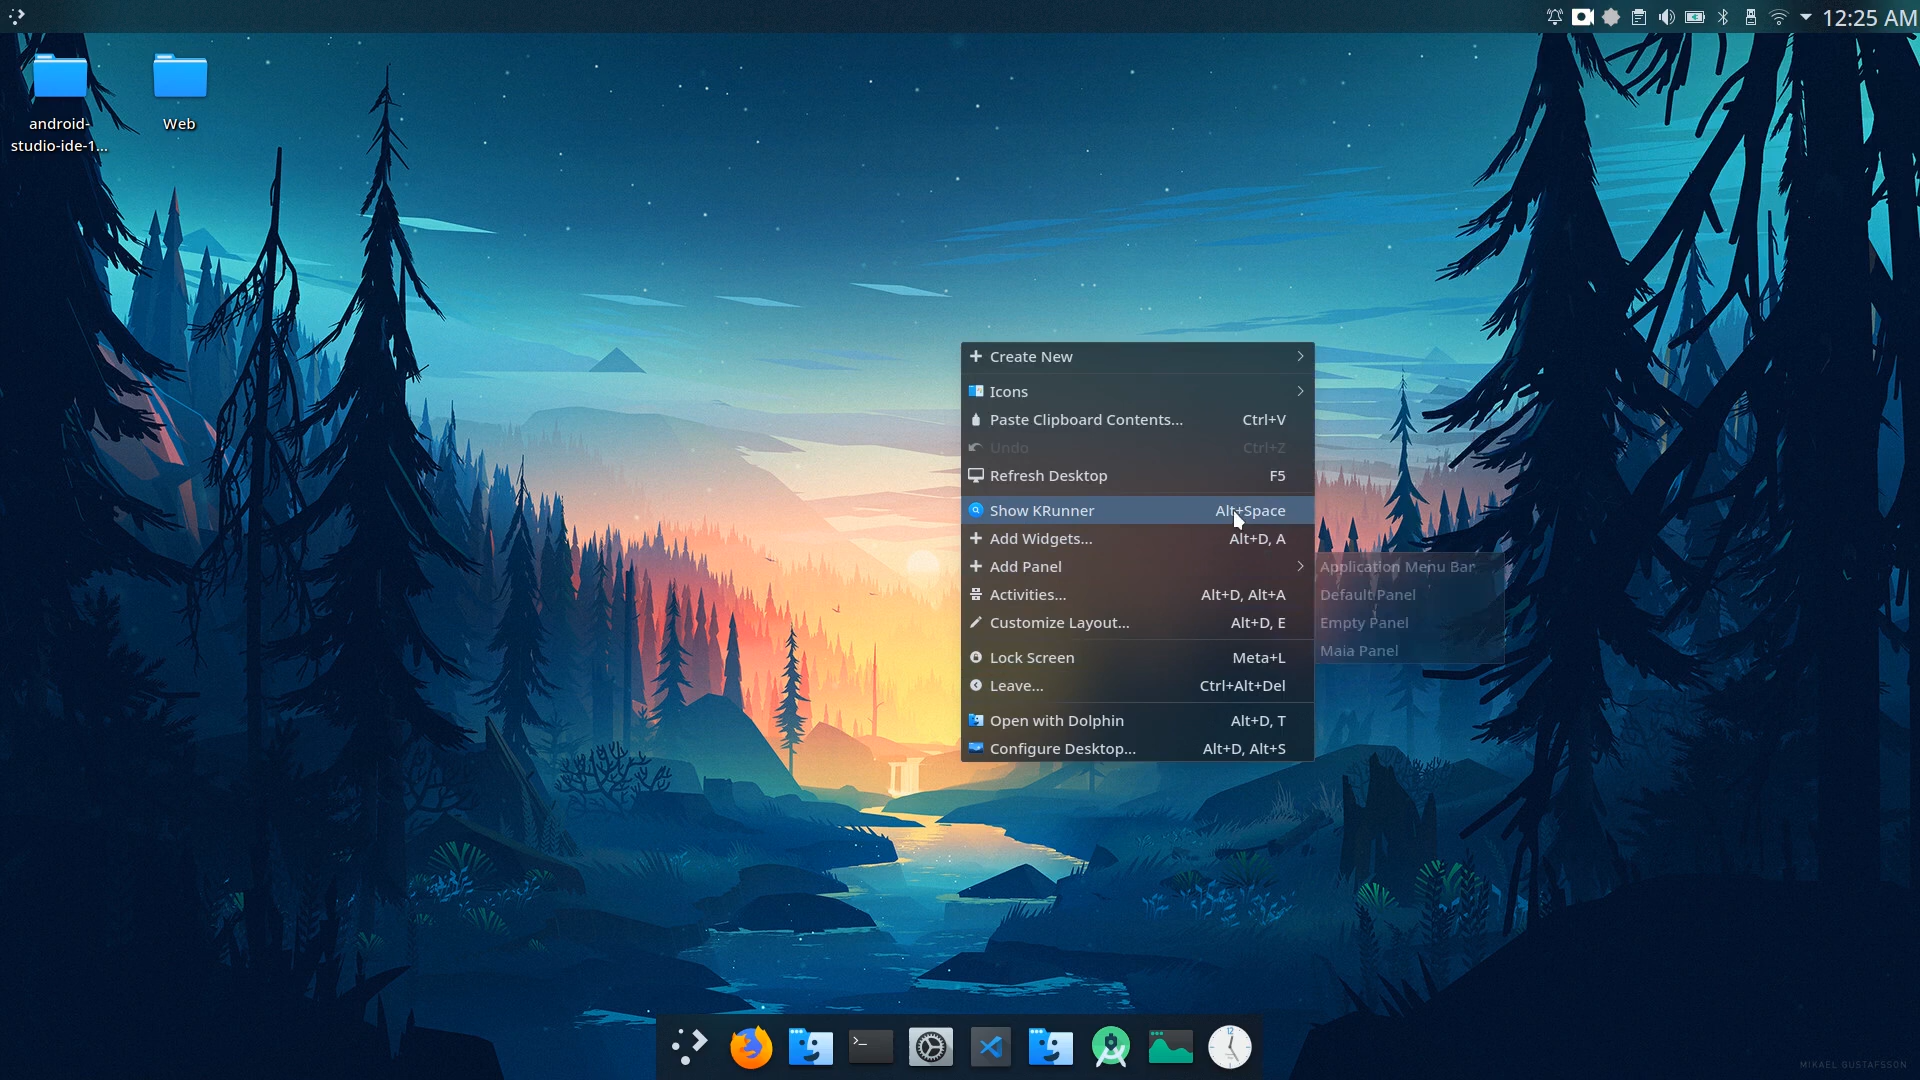 12:25 AM
android-
studio-ide-1...
Web
Create New
Icons
Paste Clipboard Contents... Ctrl+V
Undo Ctrl+Z
Refresh Desktop F5
Show KRunner Alt+Space
Add Widgets... Alt+D, A
Add Panel
Activities... Alt+D, Alt+A
Customize Layout... Alt+D, E
Lock Screen Meta+L
Leave... Ctrl+Alt+Del
Open with Dolphin Alt+D, T
Configure Desktop... Alt+D, Alt+S
Application Menu Bar
Default Panel
Empty Panel
Maia Panel
12
MIKAEL GUSTAFSSON